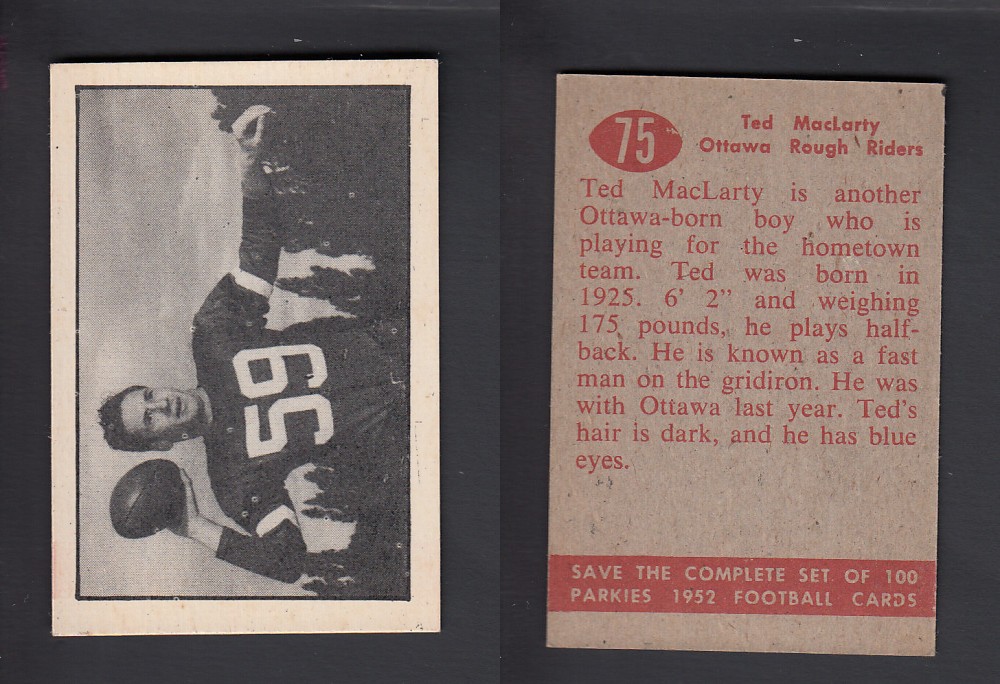 65
75
Ted MacLarty
Ottawa Rough Riders
Ted MacLarty is another
Ottawa-born boy who is
playing for the hometown
team. Ted was born in
1925. 6' 2" and weighing
175 pounds, he plays half-
back. He is known as a fast
man on the gridiron. He was
with Ottawa last year. Ted's
hair is dark, and he has blue
eyes.
SAVE THE COMPLETE SET OF 100
PARKIES 1952 FOOTBALL CARDS